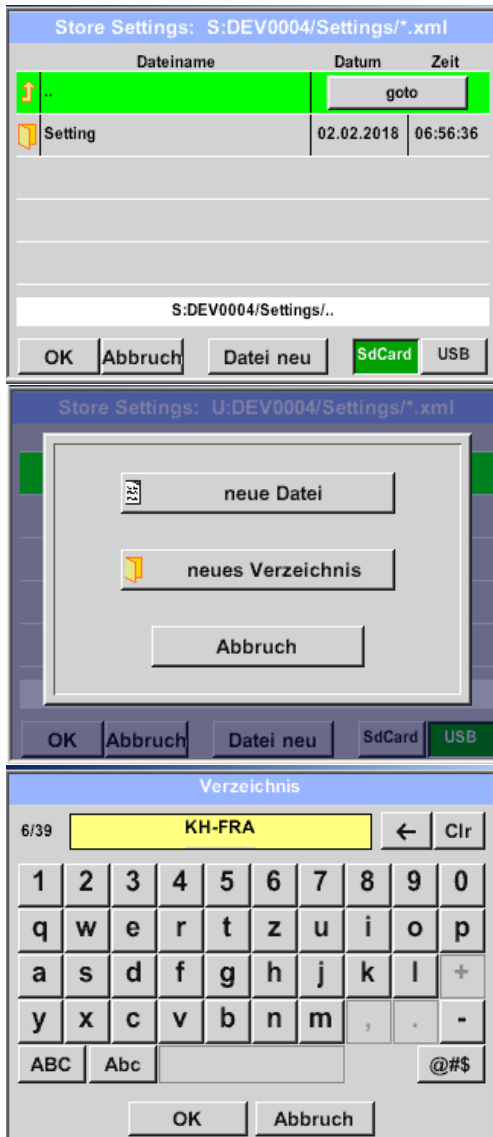 Store Settings: S:DEV0004/Settings/*.xml
Dateiname Datum Zeit
.. goto
Setting 02.02.2018 06:56:36
S:DEV0004/Settings/..
OK Abbruch Datei neu SdCard USB
Store Settings: U:DEV0004/Settings/*.xml
neue Datei
neues Verzeichnis
Abbruch
OK Abbruch Datei neu SdCard USB
Verzeichnis
6/39 KH-FRA ← Clr
1 2 3 4 5 6 7 8 9 0
q w e r t z u i o p
a s d f g h j k l +
y x c v b n m , . -
ABC Abc @#$
OK Abbruch